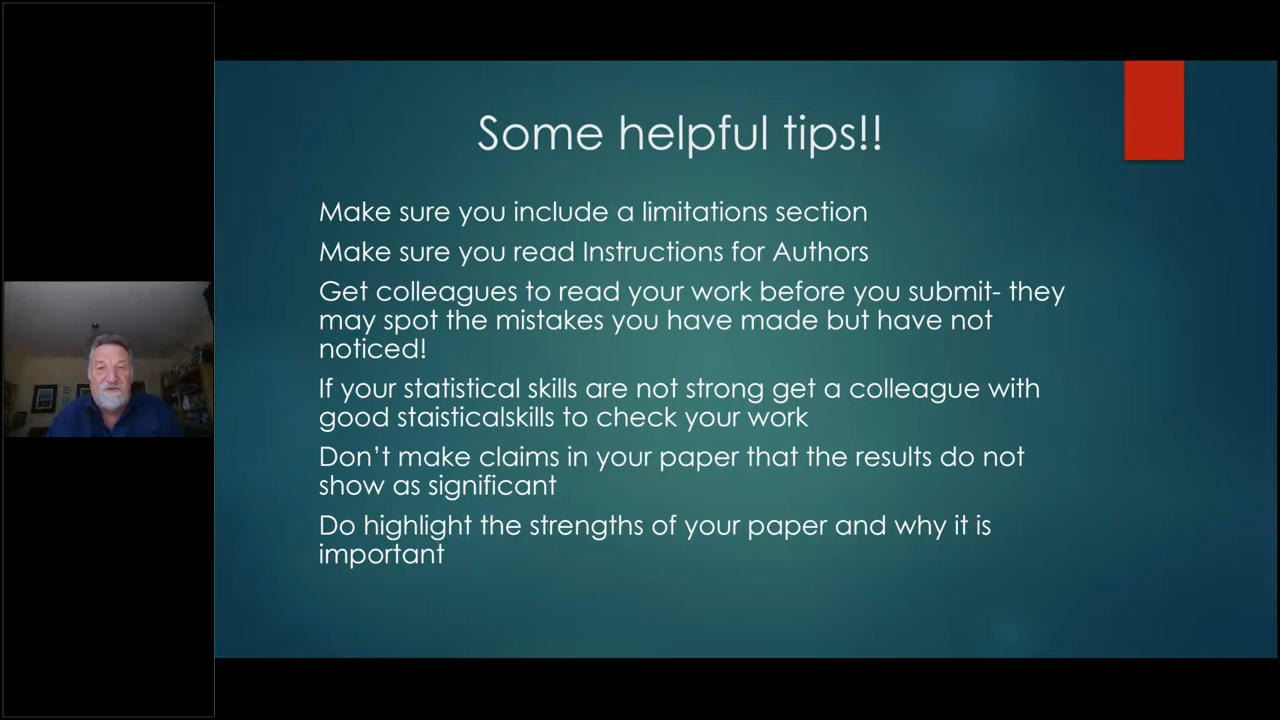 Some helpful tips!!
Make sure you include a limitations section
Make sure you read Instructions for Authors
Get colleagues to read your work before you submit- they
may spot the mistakes you have made but have not
noticed!
If your statistical skills are not strong get a colleague with
good staisticalskills to check your work
Don’t make claims in your paper that the results do not
show as significant
Do highlight the strengths of your paper and why it is
important